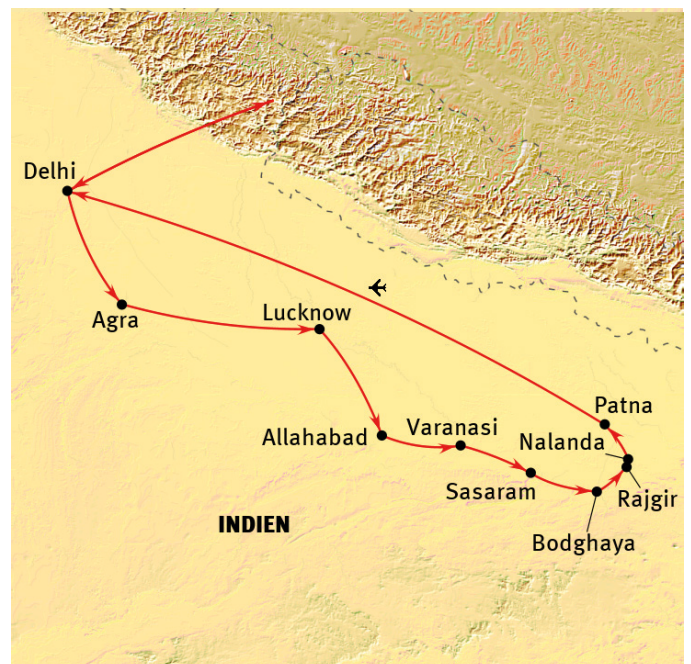 Delhi
Agra
Lucknow
Allahabad
Varanasi
Patna
Nalanda
Sasaram
Rajgir
INDIEN
Bodghaya